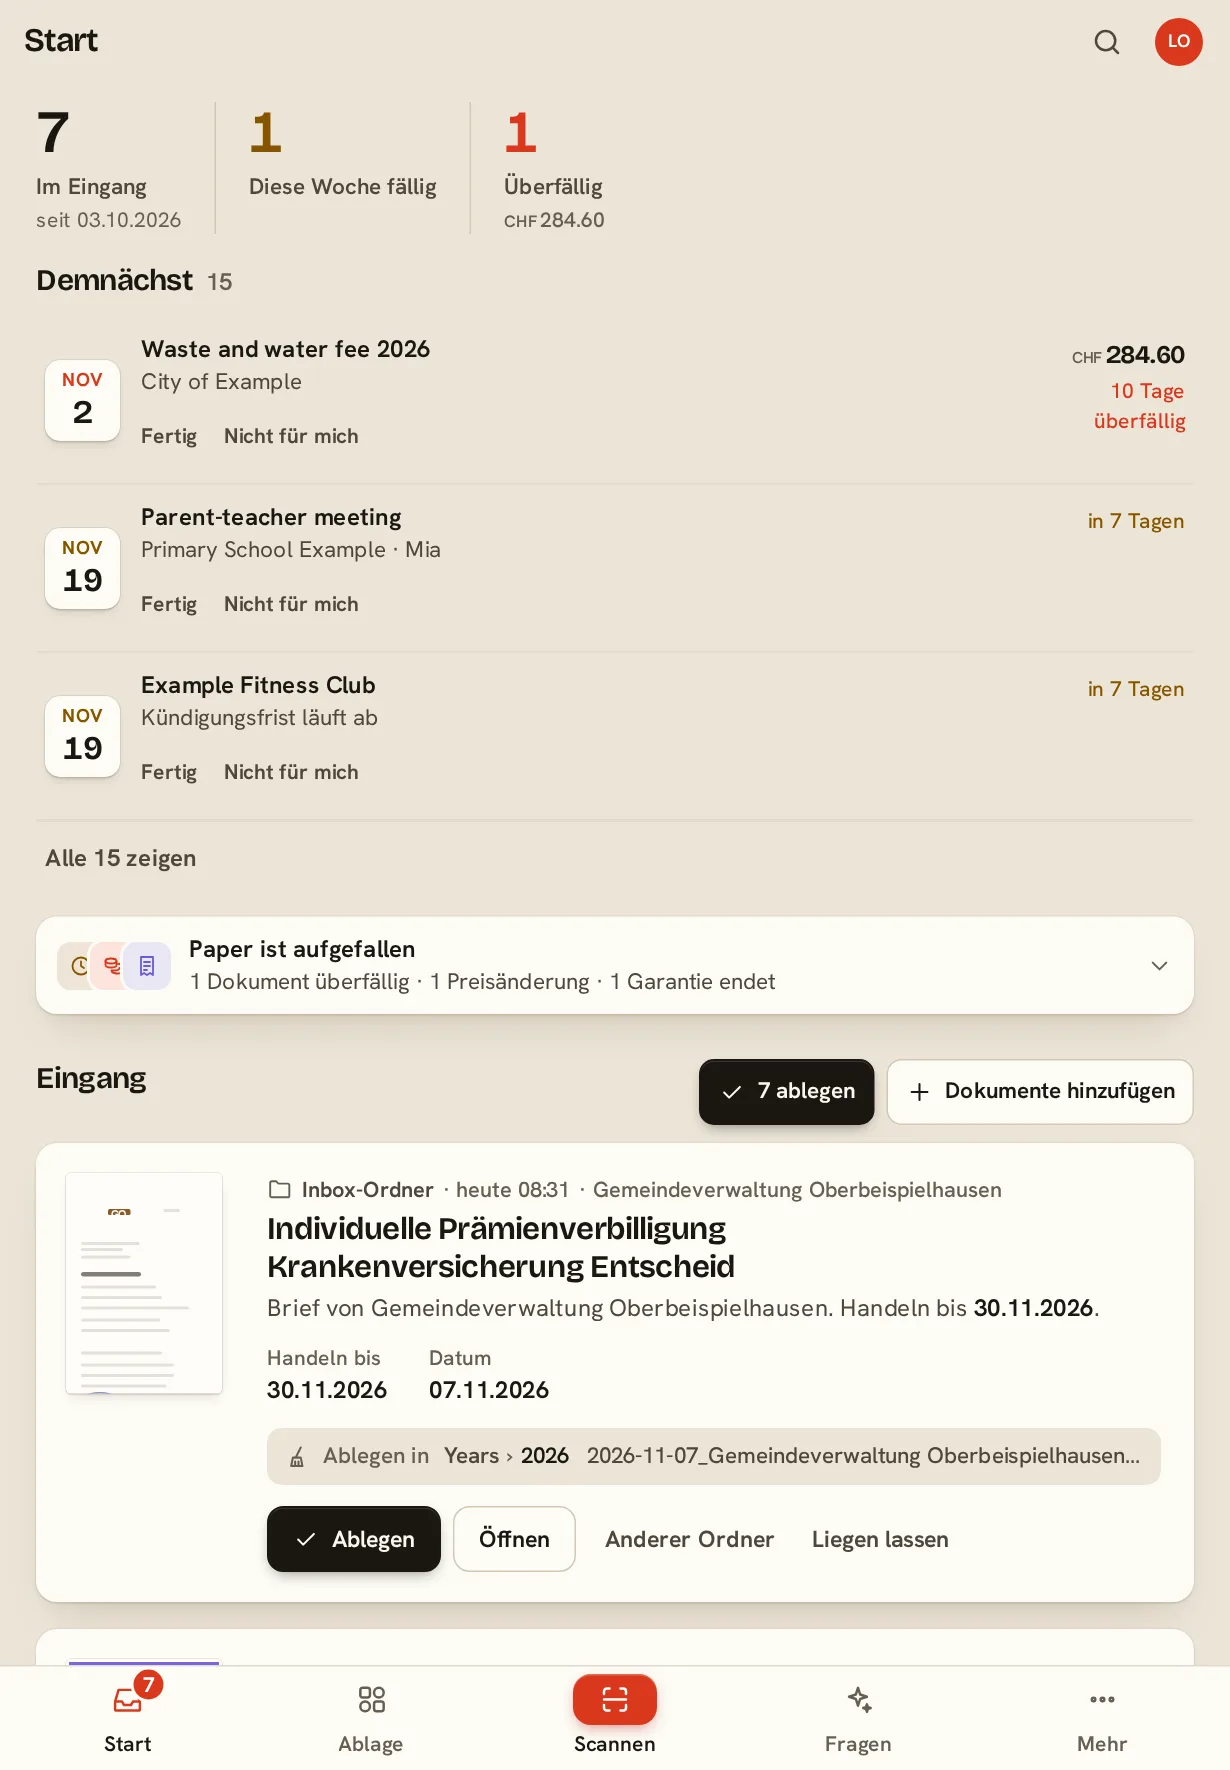 Start
LO
7
Im Eingang
seit 03.10.2026
1
Diese Woche fällig
1
Überfällig
CHF 284.60
Demnächst 15
NOV
2
Waste and water fee 2026
City of Example
Fertig Nicht für mich
CHF 284.60
10 Tage
überfällig
NOV
19
Parent-teacher meeting
Primary School Example · Mia
Fertig Nicht für mich
in 7 Tagen
NOV
19
Example Fitness Club
Kündigungsfrist läuft ab
Fertig Nicht für mich
in 7 Tagen
Alle 15 zeigen
Paper ist aufgefallen
1 Dokument überfällig · 1 Preisänderung · 1 Garantie endet
Eingang
7 ablegen
Dokumente hinzufügen
Inbox-Ordner · heute 08:31 · Gemeindeverwaltung Oberbeispielhausen
Individuelle Prämienverbilligung
Krankenversicherung Entscheid
Brief von Gemeindeverwaltung Oberbeispielhausen. Handeln bis 30.11.2026.
Handeln bis Datum
30.11.2026 07.11.2026
Ablegen in Years › 2026 2026-11-07_Gemeindeverwaltung Oberbeispielhausen...
Ablegen Öffnen Anderer Ordner Liegen lassen
7
Start Ablage Scannen Fragen Mehr